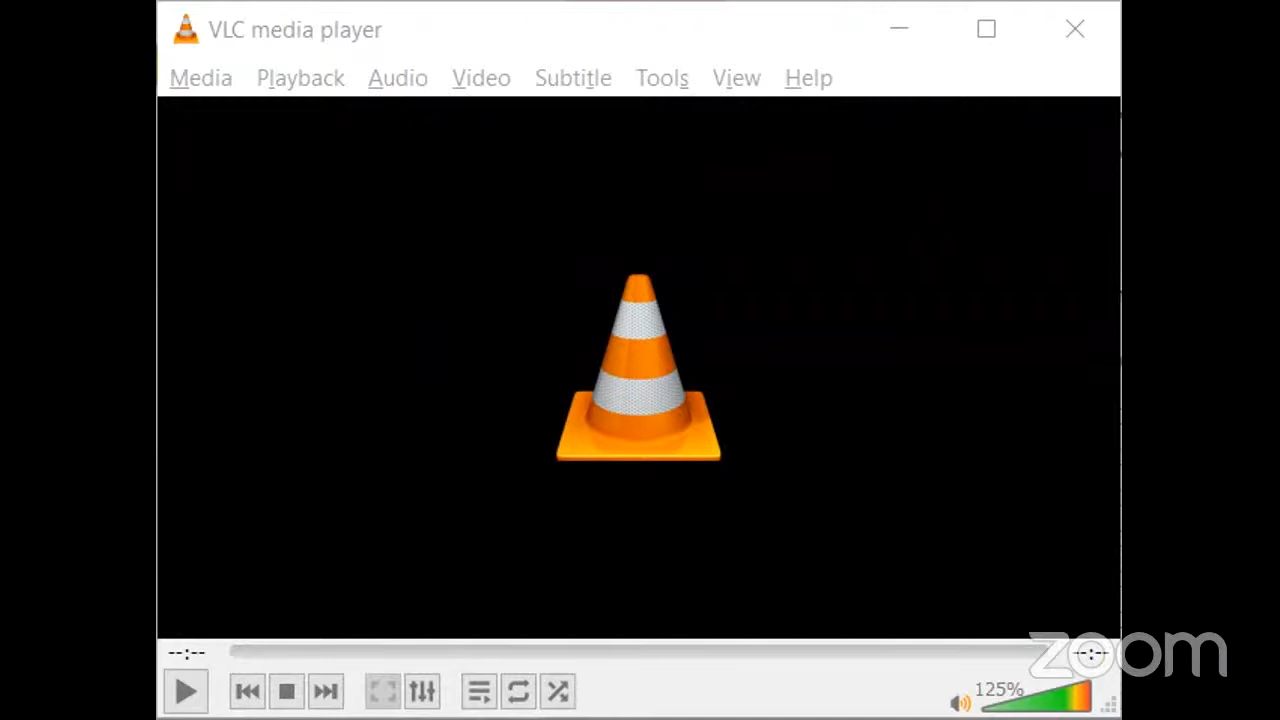 VLC media player
Media Playback Audio Video Subtitle Tools View Help
--:-- --:--
zoom
125%